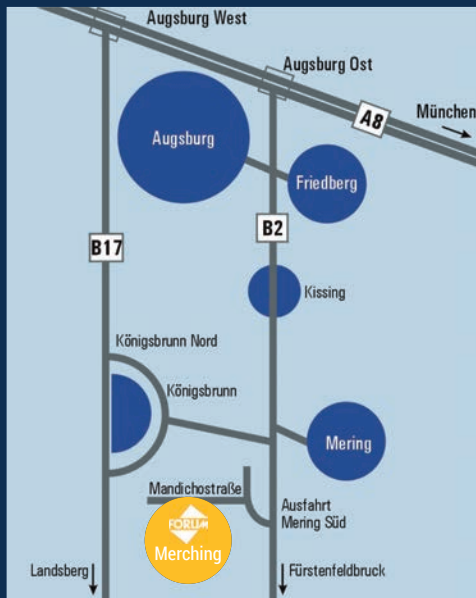 Augsburg West
Augsburg Ost
A8
München
Augsburg
Friedberg
B2
B17
Kissing
Königsbrunn Nord
Königsbrunn
Mering
Mandichostraße
Ausfahrt
Mering Süd
FORUM
Merching
Landsberg
Fürstenfeldbruck